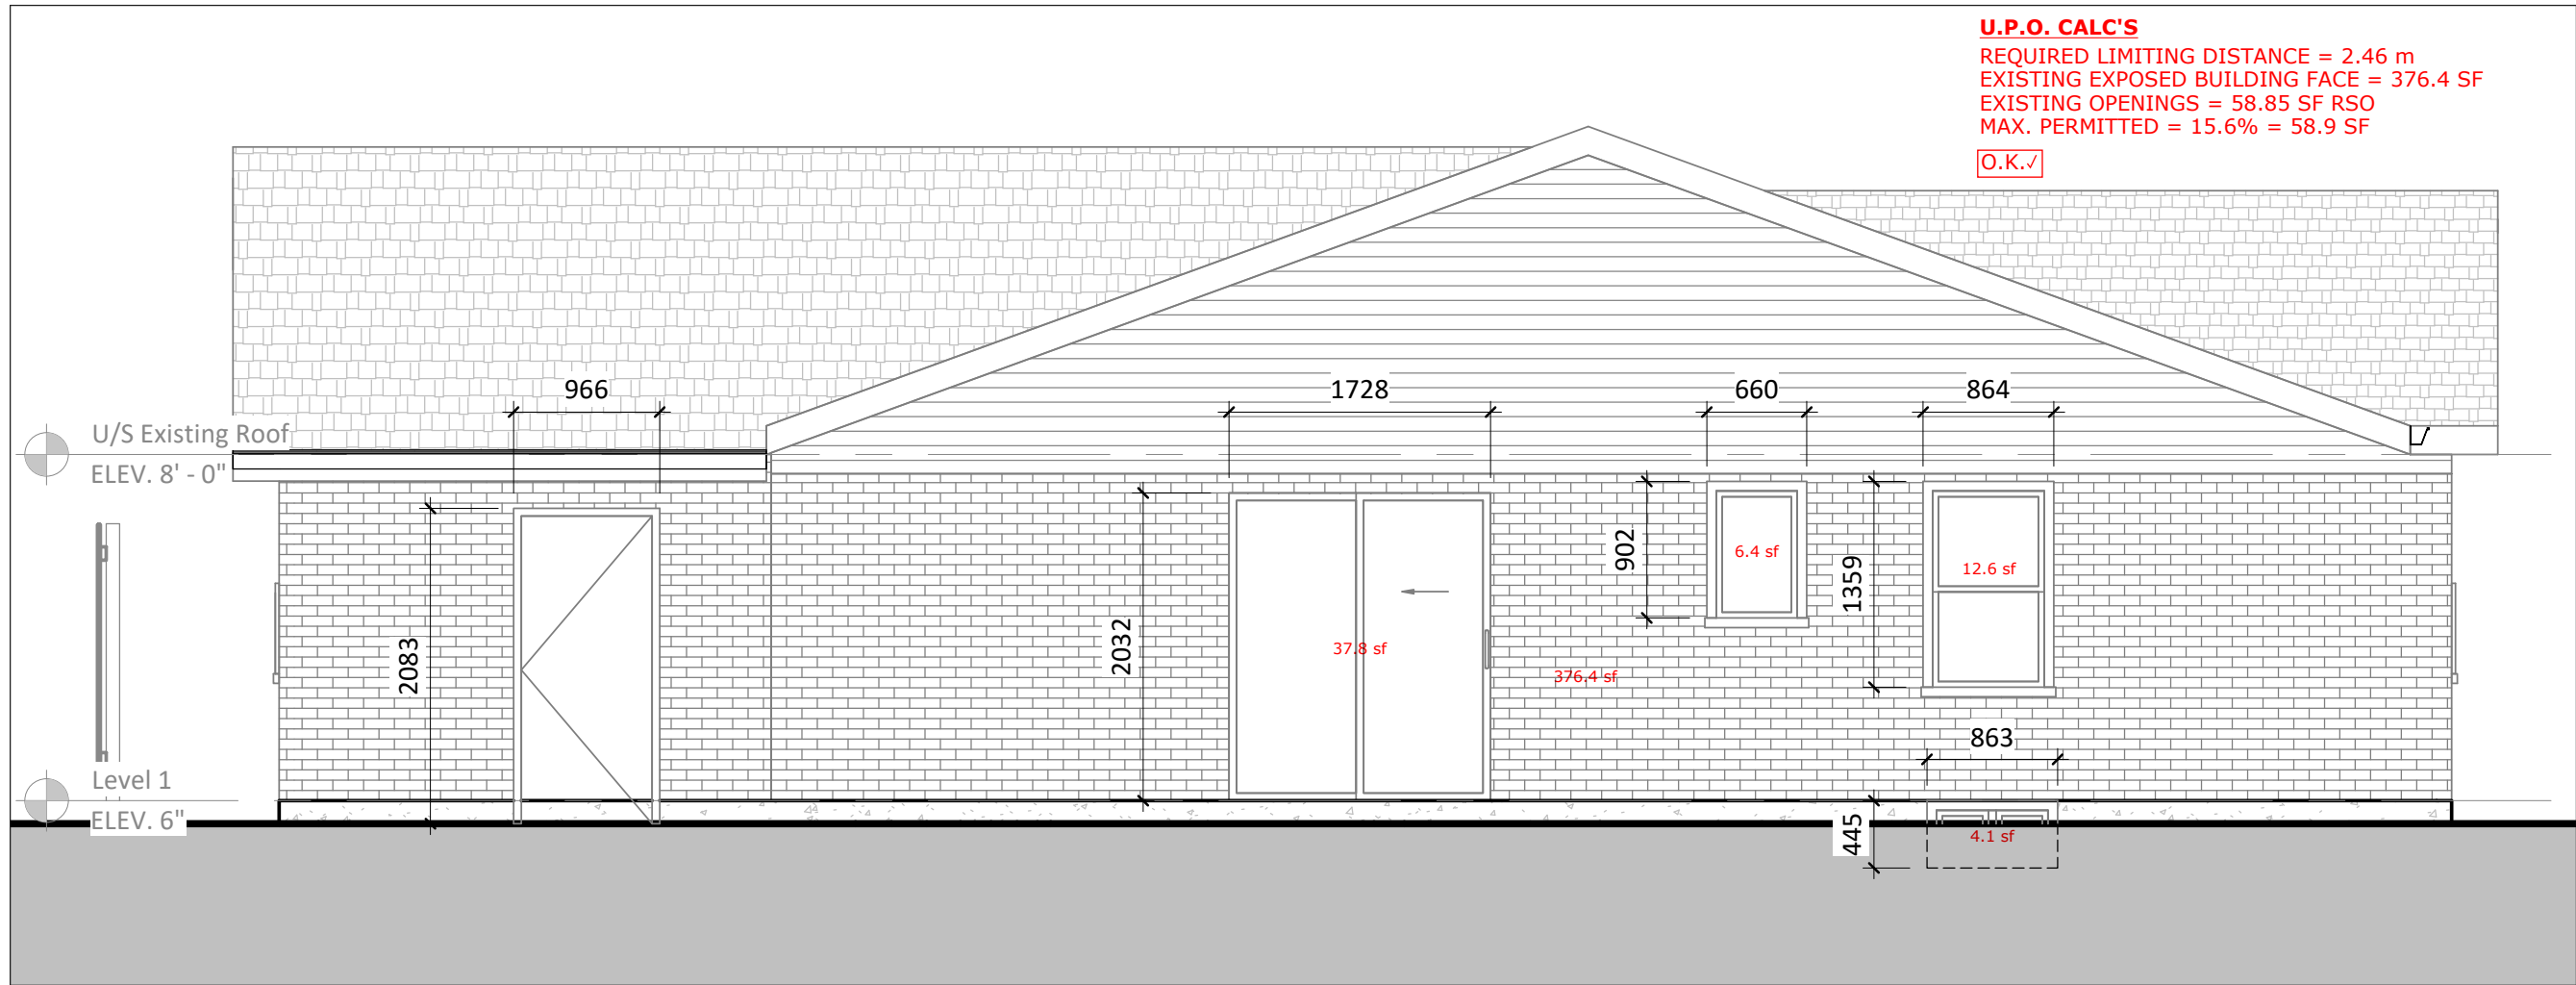 U.P.O. CALC'S
REQUIRED LIMITING DISTANCE = 2.46 m
EXISTING EXPOSED BUILDING FACE = 376.4 SF
EXISTING OPENINGS = 58.85 SF RSO
MAX. PERMITTED = 15.6% = 58.9 SF
O.K.✓
966
1728
660
864
U/S Existing Roof
ELEV. 8' - 0"
902
6.4 sf
1359
12.6 sf
2083
2032
37.8 sf
376.4 sf
863
Level 1
ELEV. 6"
445
4.1 sf